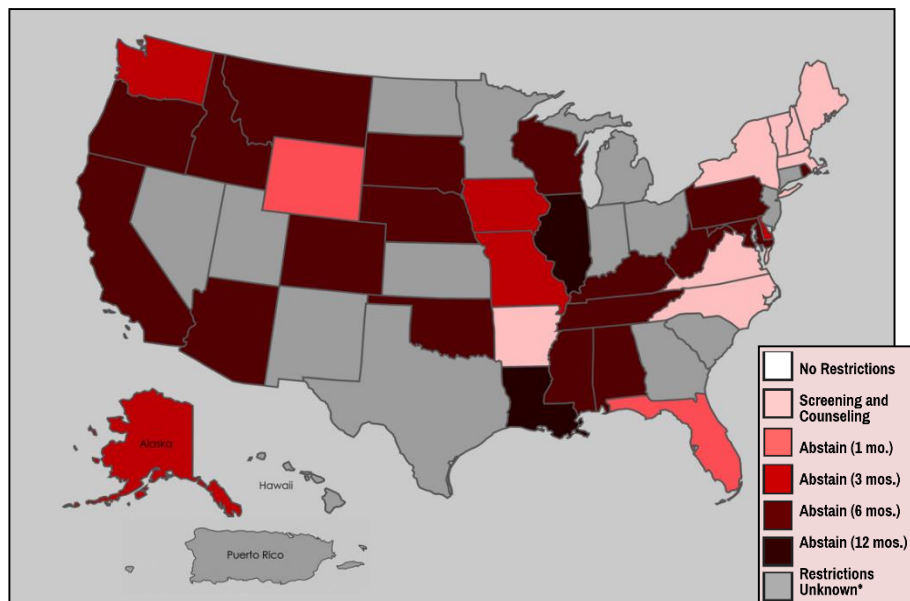 Alaska
Hawaii
Puerto Rico
No Restrictions
Screening and
Counseling
Abstain (1 mo.)
Abstain (3 mos.)
Abstain (6 mos.)
Abstain (12 mos.)
Restrictions
Unknown*